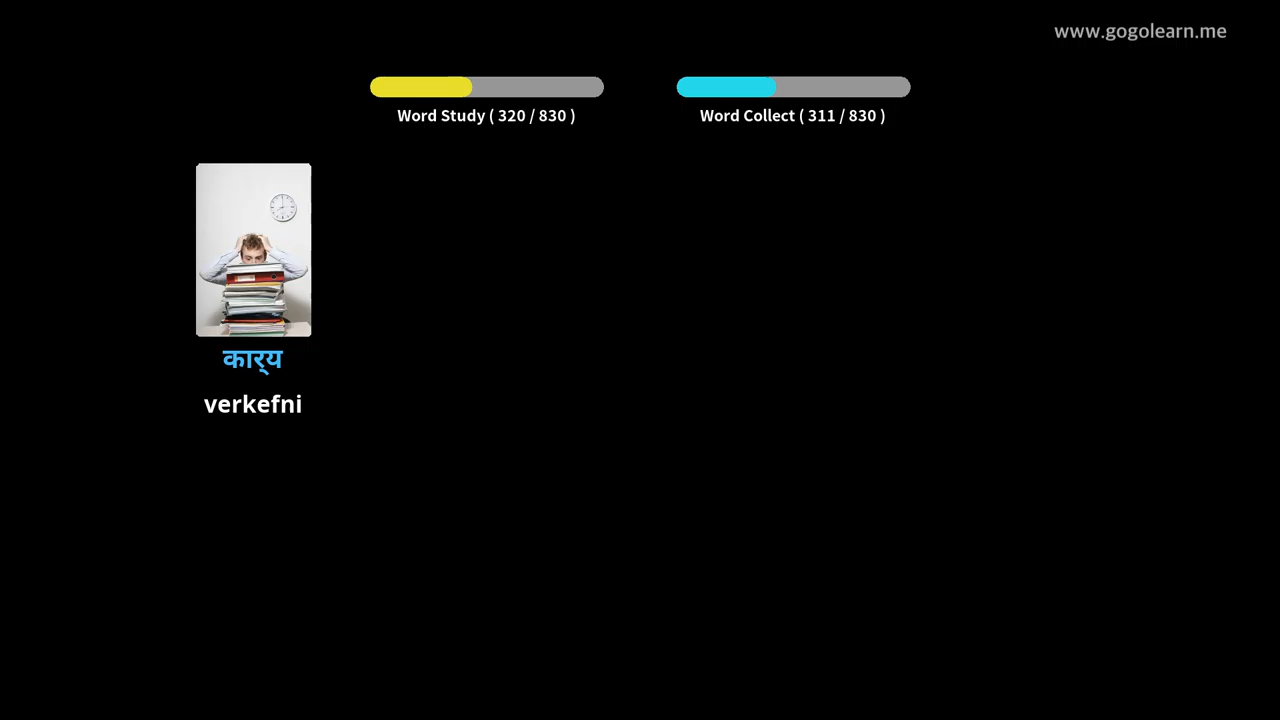 www.gogolearn.me
Word Study ( 320 / 830 )
Word Collect ( 311 / 830 )
कार्‍य
verkefni